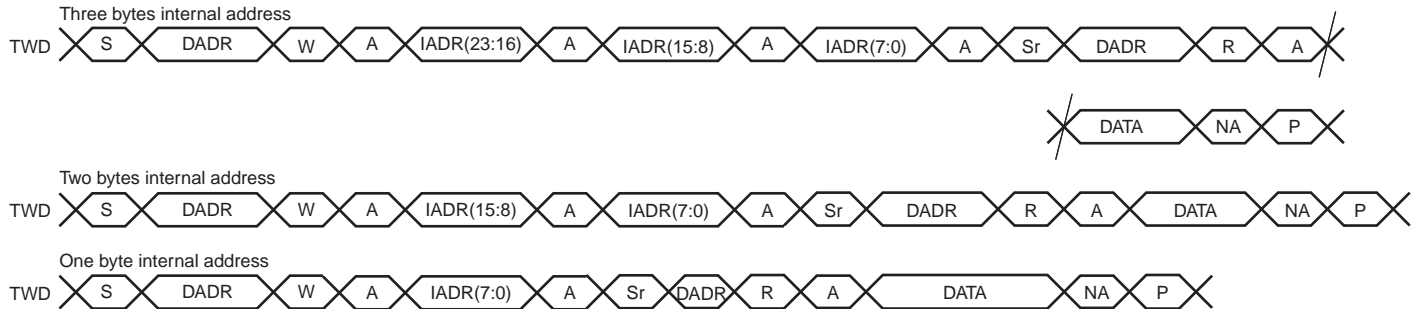 Three bytes internal address
TWD S DADR W A IADR(23:16) A IADR(15:8) A IADR(7:0) A Sr DADR R A
DATA NA P
Two bytes internal address
TWD S DADR W A IADR(15:8) A IADR(7:0) A Sr DADR R A DATA NA P
One byte internal address
TWD S DADR W A IADR(7:0) A Sr DADR R A DATA NA P